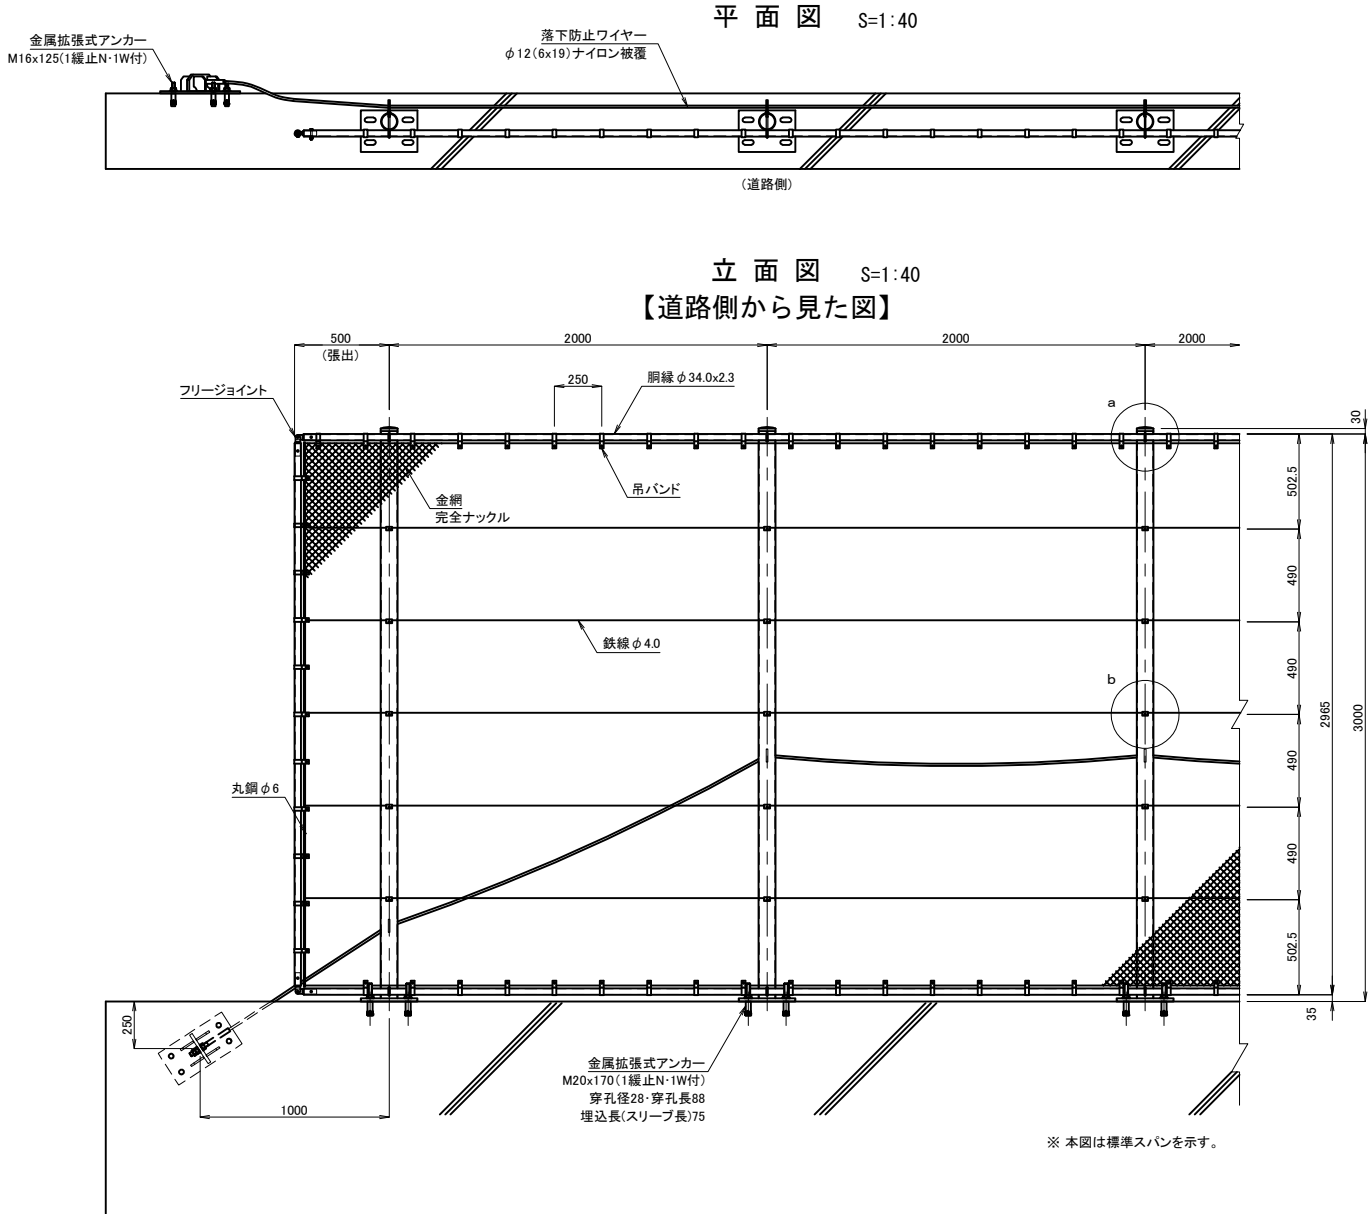 平 面 図 S=1:40
金属拡張式アンカー
M16x125(1緩止N・1W付)
落下防止ワイヤー
φ12(6x19)ナイロン被覆
(道路側)
立 面 図 S=1:40
【道路側から見た図】
500
(張出)
2000
2000
2000
250
胴縁φ34.0x2.3
フリージョイント
a
30
吊バンド
金網
完全ナックル
502.5
490
鉄線φ4.0
490
b
2965
3000
490
丸鋼φ6
490
502.5
35
250
1000
金属拡張式アンカー
M20x170(1緩止N・1W付)
穿孔径28・穿孔長88
埋込長(スリーブ長)75
※ 本図は標準スパンを示す。